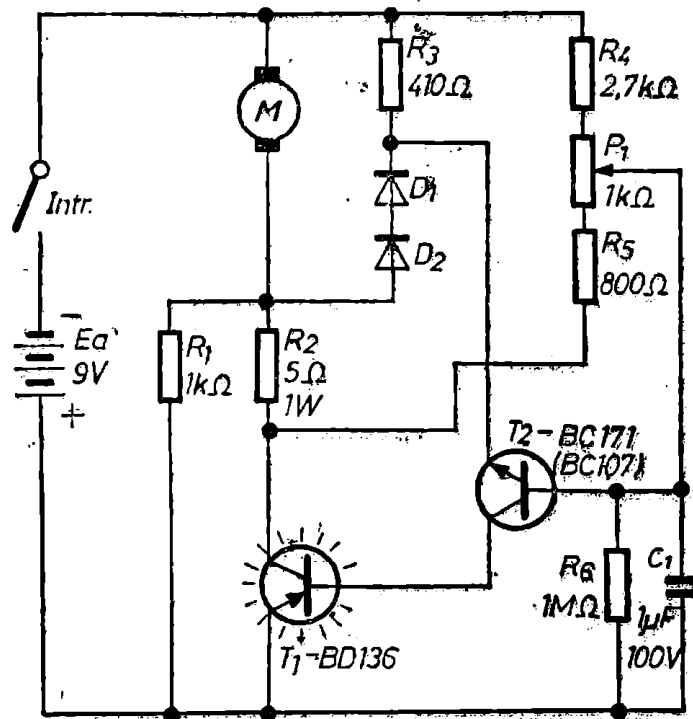 R3
410Ω
R4
2,7kΩ
M
P1
1kΩ
Intr.
D1
D2
R5
800Ω
−
Ea
9V
+
R1
1kΩ
R2
5Ω
1W
T2-BC171
(BC107)
R6
1MΩ
C1
1μF
100V
T1-BD136